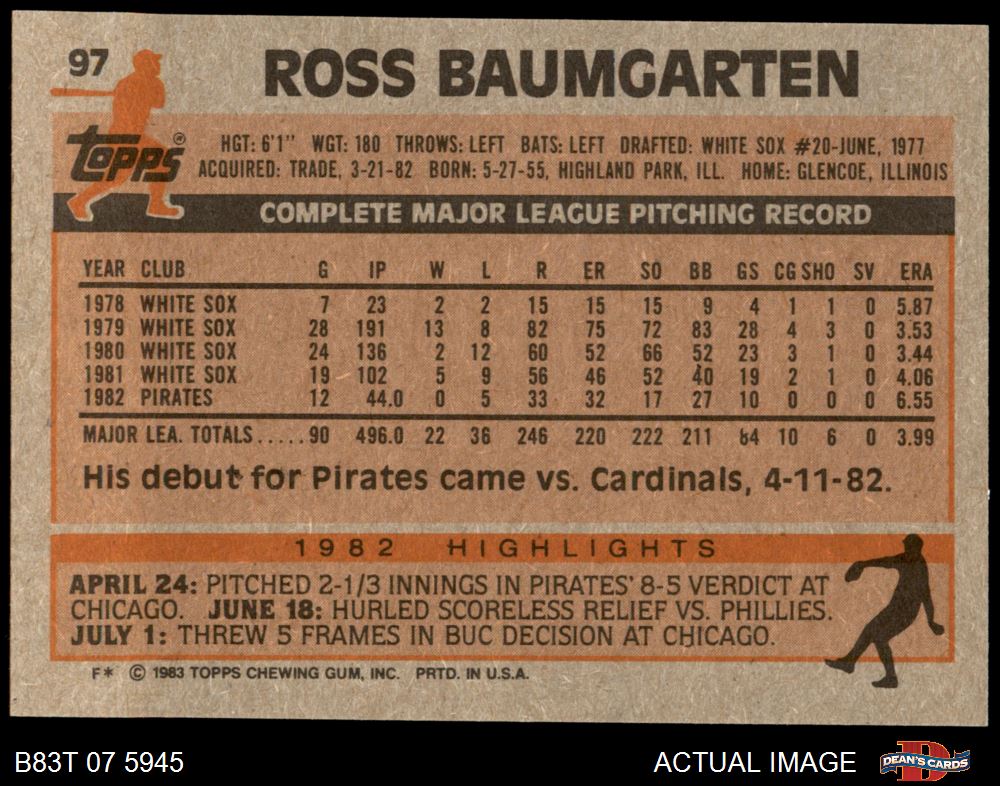 97
ROSS BAUMGARTEN
topps®
HGT: 6'1" WGT: 180 THROWS: LEFT BATS: LEFT DRAFTED: WHITE SOX #20-JUNE, 1977
ACQUIRED: TRADE, 3-21-82 BORN: 5-27-55, HIGHLAND PARK, ILL. HOME: GLENCOE, ILLINOIS
COMPLETE MAJOR LEAGUE PITCHING RECORD
YEAR CLUB G IP W L R ER SO BB GS CG SHO SV ERA
1978 WHITE SOX 7 23 2 2 15 15 15 9 4 1 1 0 5.87
1979 WHITE SOX 28 191 13 8 82 75 72 83 28 4 3 0 3.53
1980 WHITE SOX 24 136 2 12 60 52 66 52 23 3 1 0 3.44
1981 WHITE SOX 19 102 5 9 56 46 52 40 19 2 1 0 4.06
1982 PIRATES 12 44.0 0 5 33 32 17 27 10 0 0 0 6.55
MAJOR LEA. TOTALS.....90 496.0 22 36 246 220 222 211 84 10 6 0 3.99
His debut for Pirates came vs. Cardinals, 4-11-82.
1982 HIGHLIGHTS
APRIL 24: PITCHED 2-1/3 INNINGS IN PIRATES' 8-5 VERDICT AT
CHICAGO. JUNE 18: HURLED SCORELESS RELIEF VS. PHILLIES.
JULY 1: THREW 5 FRAMES IN BUC DECISION AT CHICAGO.
F* © 1983 TOPPS CHEWING GUM, INC. PRTD. IN U.S.A.
B83T 07 5945
ACTUAL IMAGE
D
DEAN'S CARDS